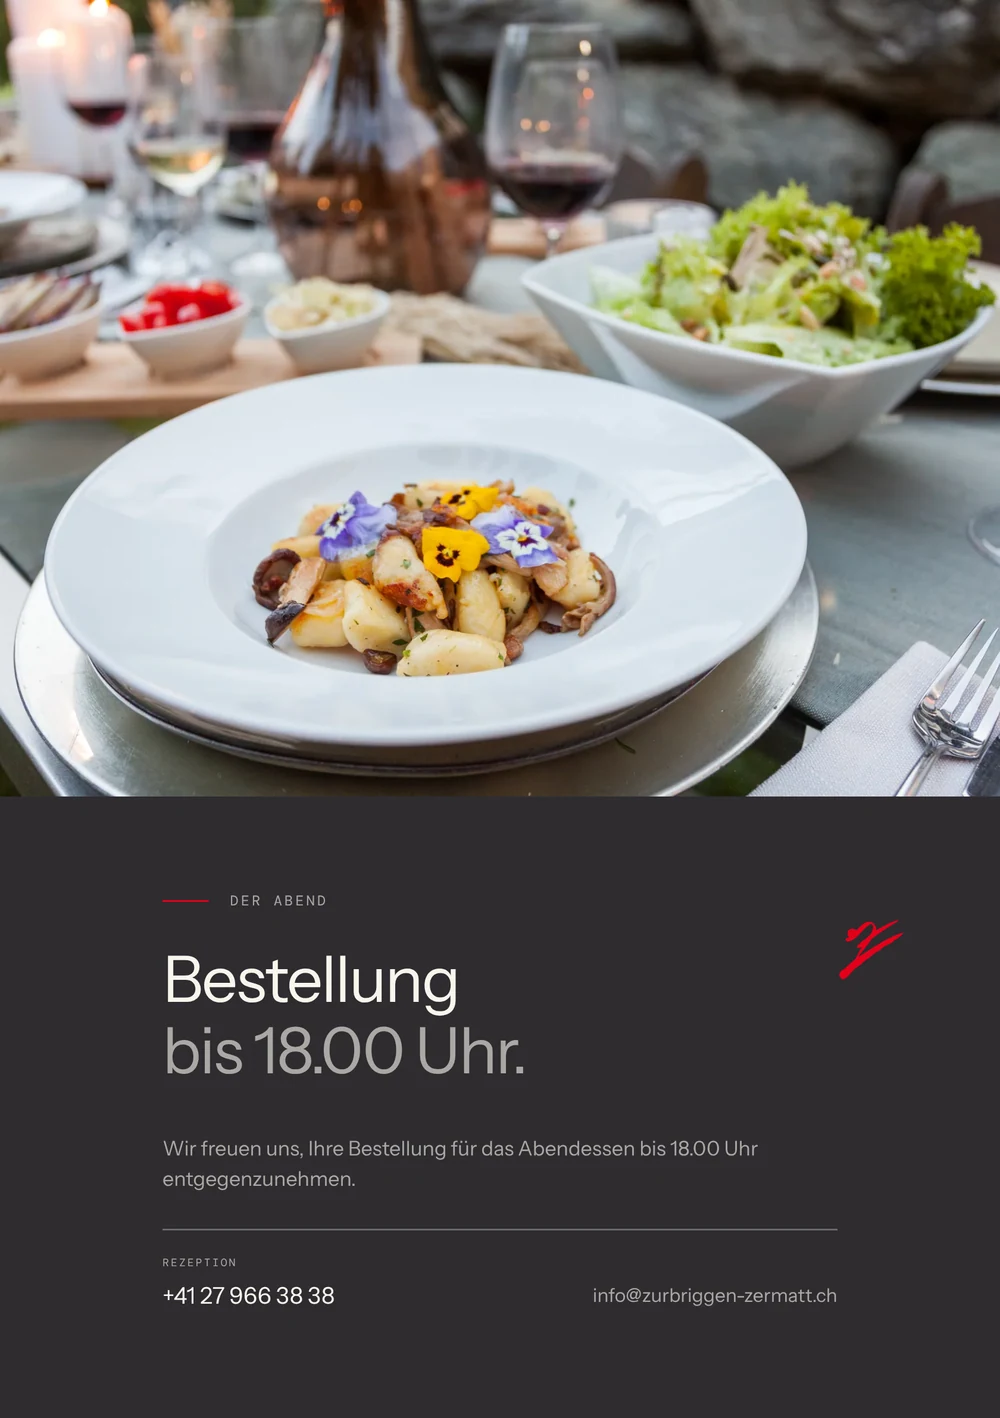 DER ABEND
Bestellung
bis 18.00 Uhr.
Wir freuen uns, Ihre Bestellung für das Abendessen bis 18.00 Uhr
entgegenzunehmen.
REZEPTION
+41 27 966 38 38
info@zurbriggen-zermatt.ch